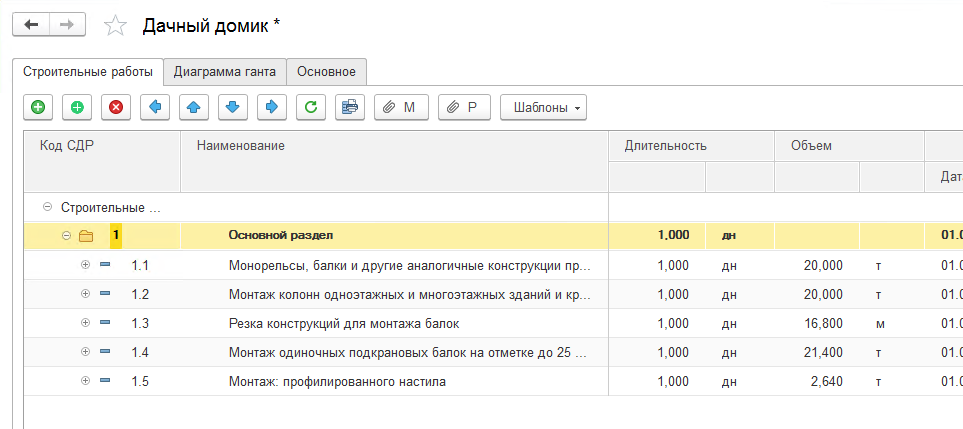 Дачный домик *
Строительные работы Диаграмма ганта Основное
М Р Шаблоны
Код СДР Наименование Длительность Объем
Дат
Строительные ...
1 Основной раздел 1,000 дн 01.0
1.1 Монорельсы, балки и другие аналогичные конструкции пр... 1,000 дн 20,000 т 01.0
1.2 Монтаж колонн одноэтажных и многоэтажных зданий и кр... 1,000 дн 20,000 т 01.0
1.3 Резка конструкций для монтажа балок 1,000 дн 16,800 м 01.0
1.4 Монтаж одиночных подкрановых балок на отметке до 25 ... 1,000 дн 21,400 т 01.0
1.5 Монтаж: профилированного настила 1,000 дн 2,640 т 01.0